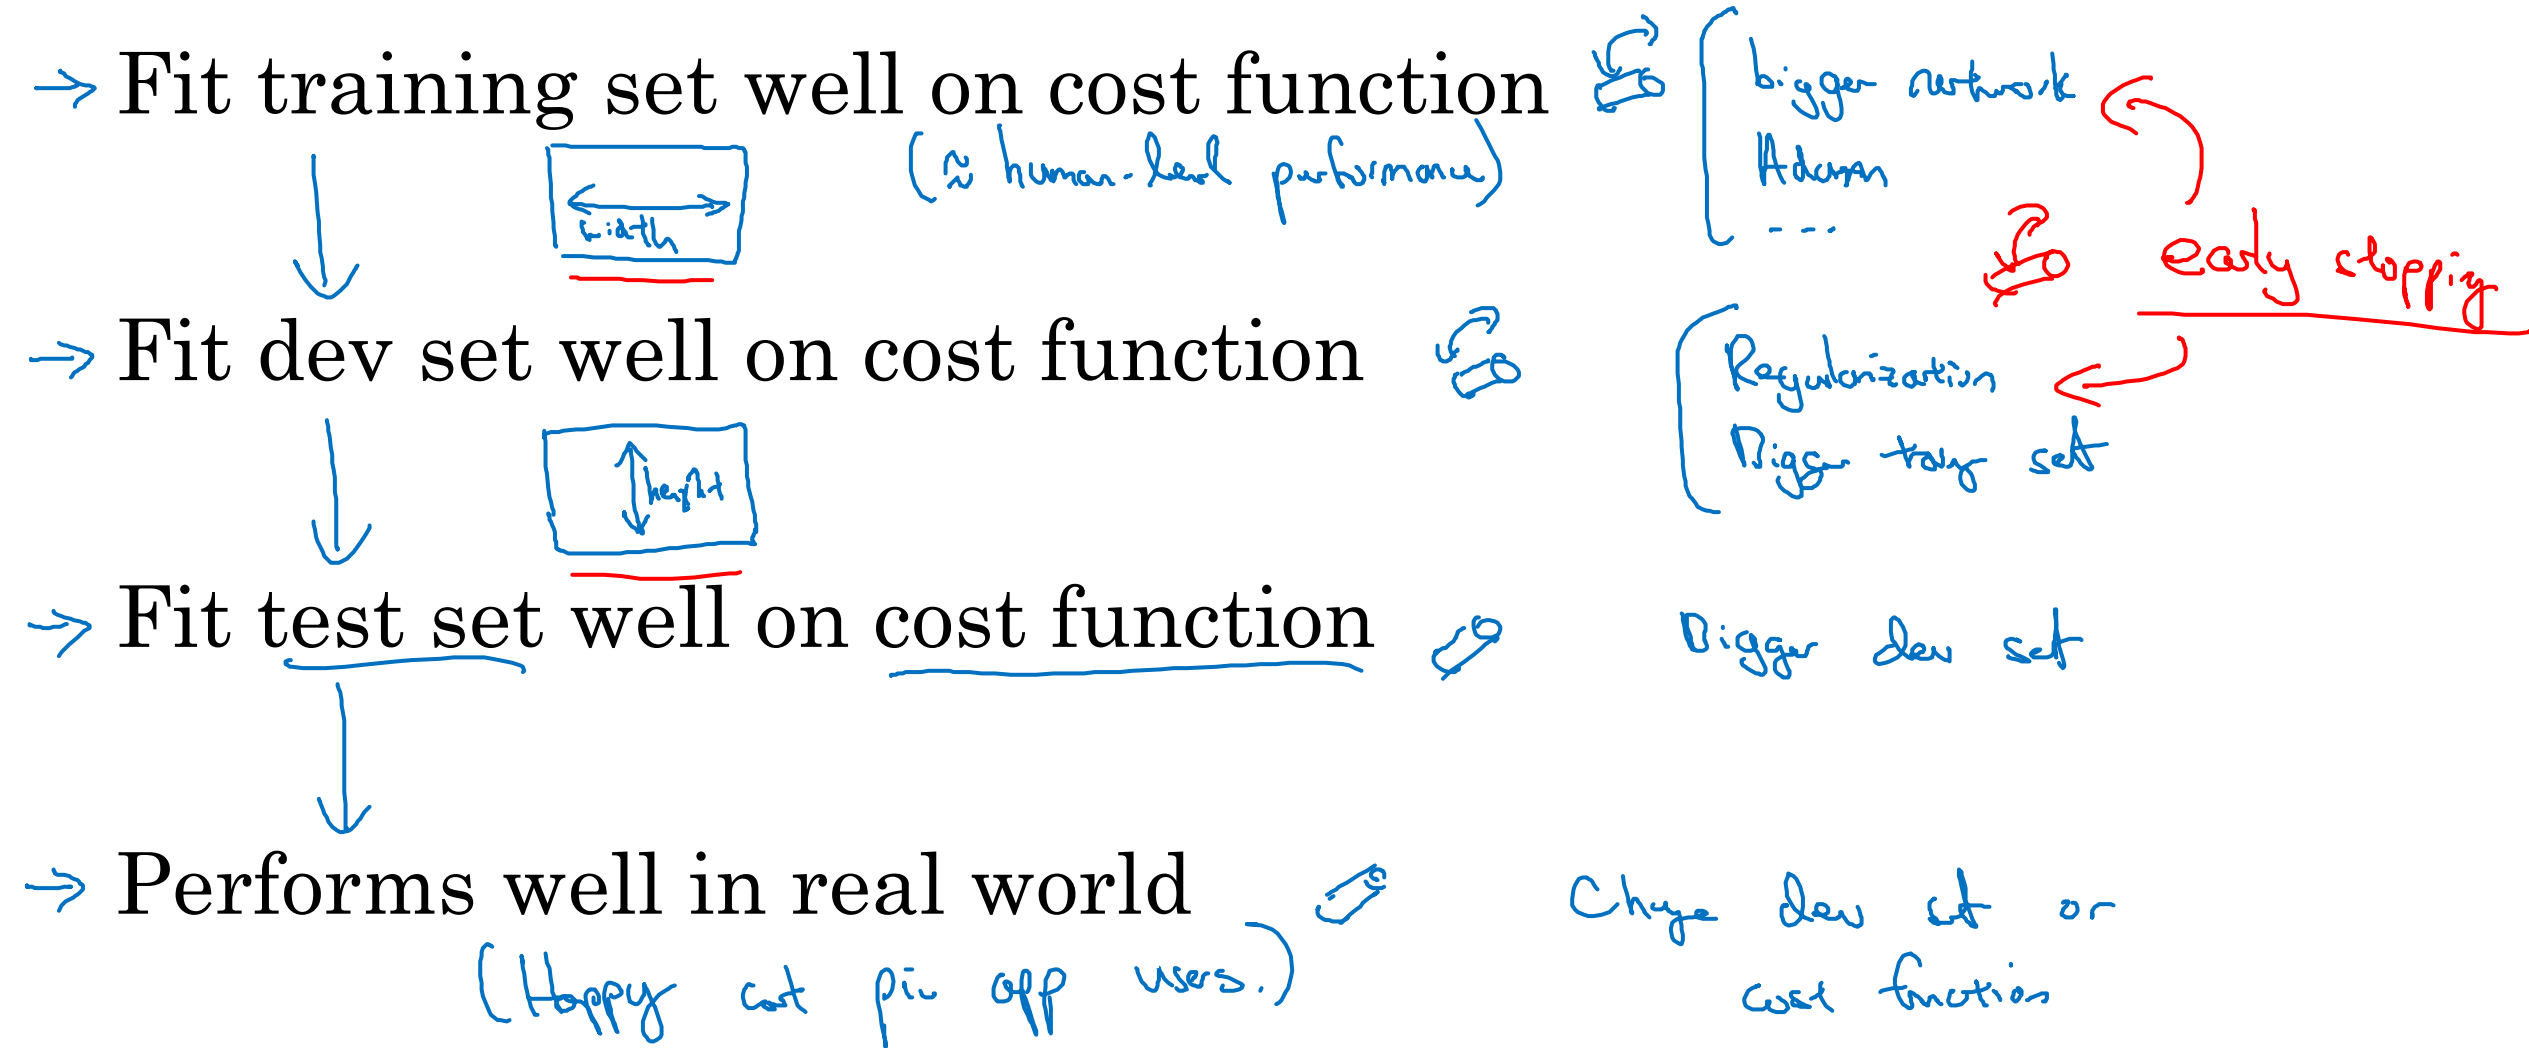 → Fit training set well on cost function
(≈ human-level performance)
bigger network
Adam
...
width
early stopping
→ Fit dev set well on cost function
Regularization
Bigger set
height
→ Fit test set well on cost function
Bigger dev set
→ Performs well in real world
(Happy cat pic app users.)
Change dev set or
cost function